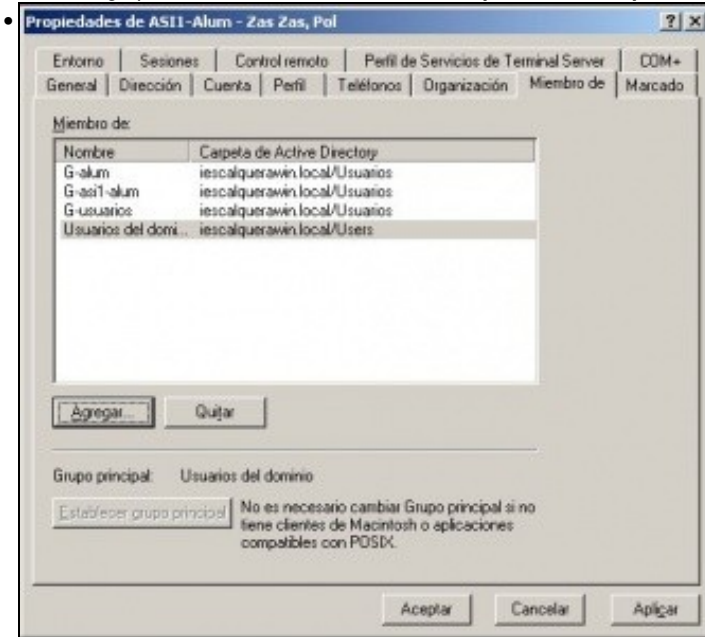 Propiedades de ASI1-Alum - Zas Zas, Pol
Entorno Sesiones Control remoto Perfil de Servicios de Terminal Server COM+
General Dirección Cuenta Perfil Teléfonos Organización Miembro de Marcado
Miembro de:
Nombre Carpeta de Active Directory
G-alum iescalquerawin.local/Usuarios
G-asi1-alum iescalquerawin.local/Usuarios
G-usuarios iescalquerawin.local/Usuarios
Usuarios del domi... iescalquerawin.local/Users
Agregar... Quitar
Grupo principal: Usuarios del dominio
Establecer grupo principal
No es necesario cambiar Grupo principal si no
tiene clientes de Macintosh o aplicaciones
compatibles con POSIX.
Aceptar Cancelar Aplicar